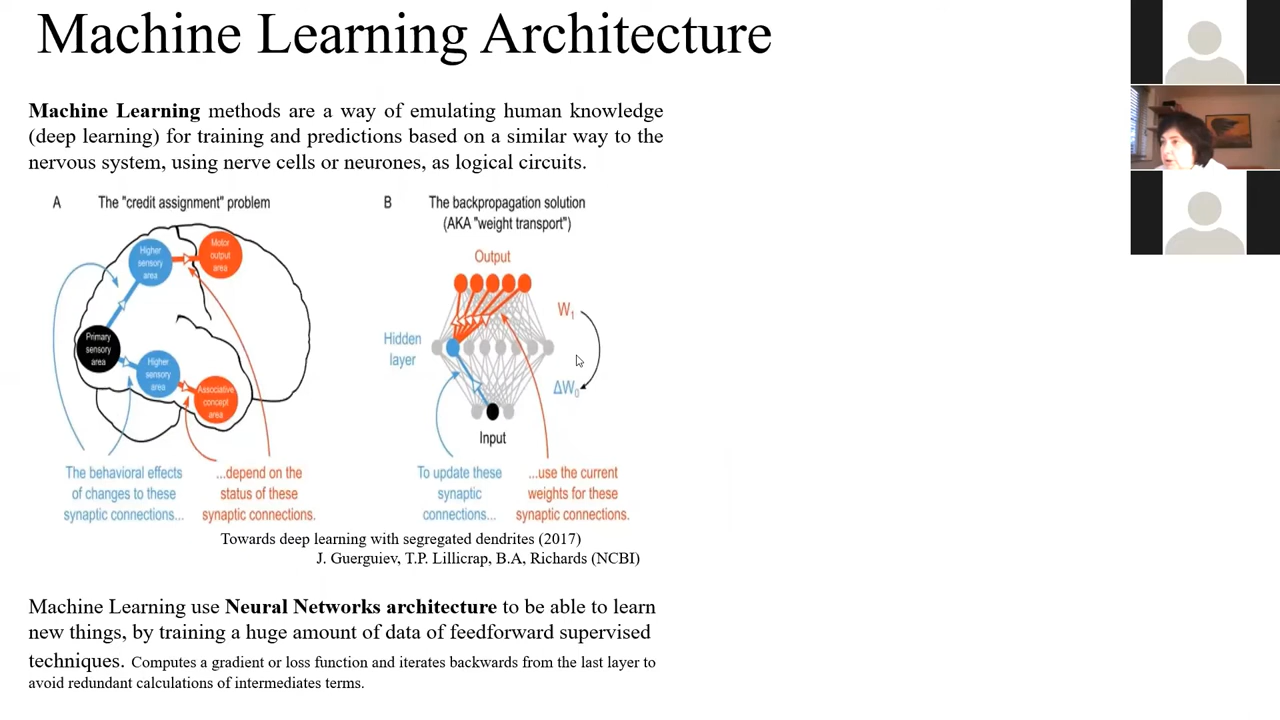 Machine Learning Architecture
Machine Learning methods are a way of emulating human knowledge
(deep learning) for training and predictions based on a similar way to the
nervous system, using nerve cells or neurones, as logical circuits.
A The "credit assignment" problem
Higher
sensory
area
Motor
output
area
Primary
sensory
area
Higher
sensory
area
Associative
concept
area
The behavioral effects
of changes to these
synaptic connections...
...depend on the
status of these
synaptic connections.
B The backpropagation solution
(AKA "weight transport")
Output
W₁
Hidden
layer
ΔW₀
Input
To update these
synaptic
connections...
...use the current
weights for these
synaptic connections.
Towards deep learning with segregated dendrites (2017)
J. Guerguiev, T.P. Lillicrap, B.A, Richards (NCBI)
Machine Learning use Neural Networks architecture to be able to learn
new things, by training a huge amount of data of feedforward supervised
techniques. Computes a gradient or loss function and iterates backwards from the last layer to
avoid redundant calculations of intermediates terms.